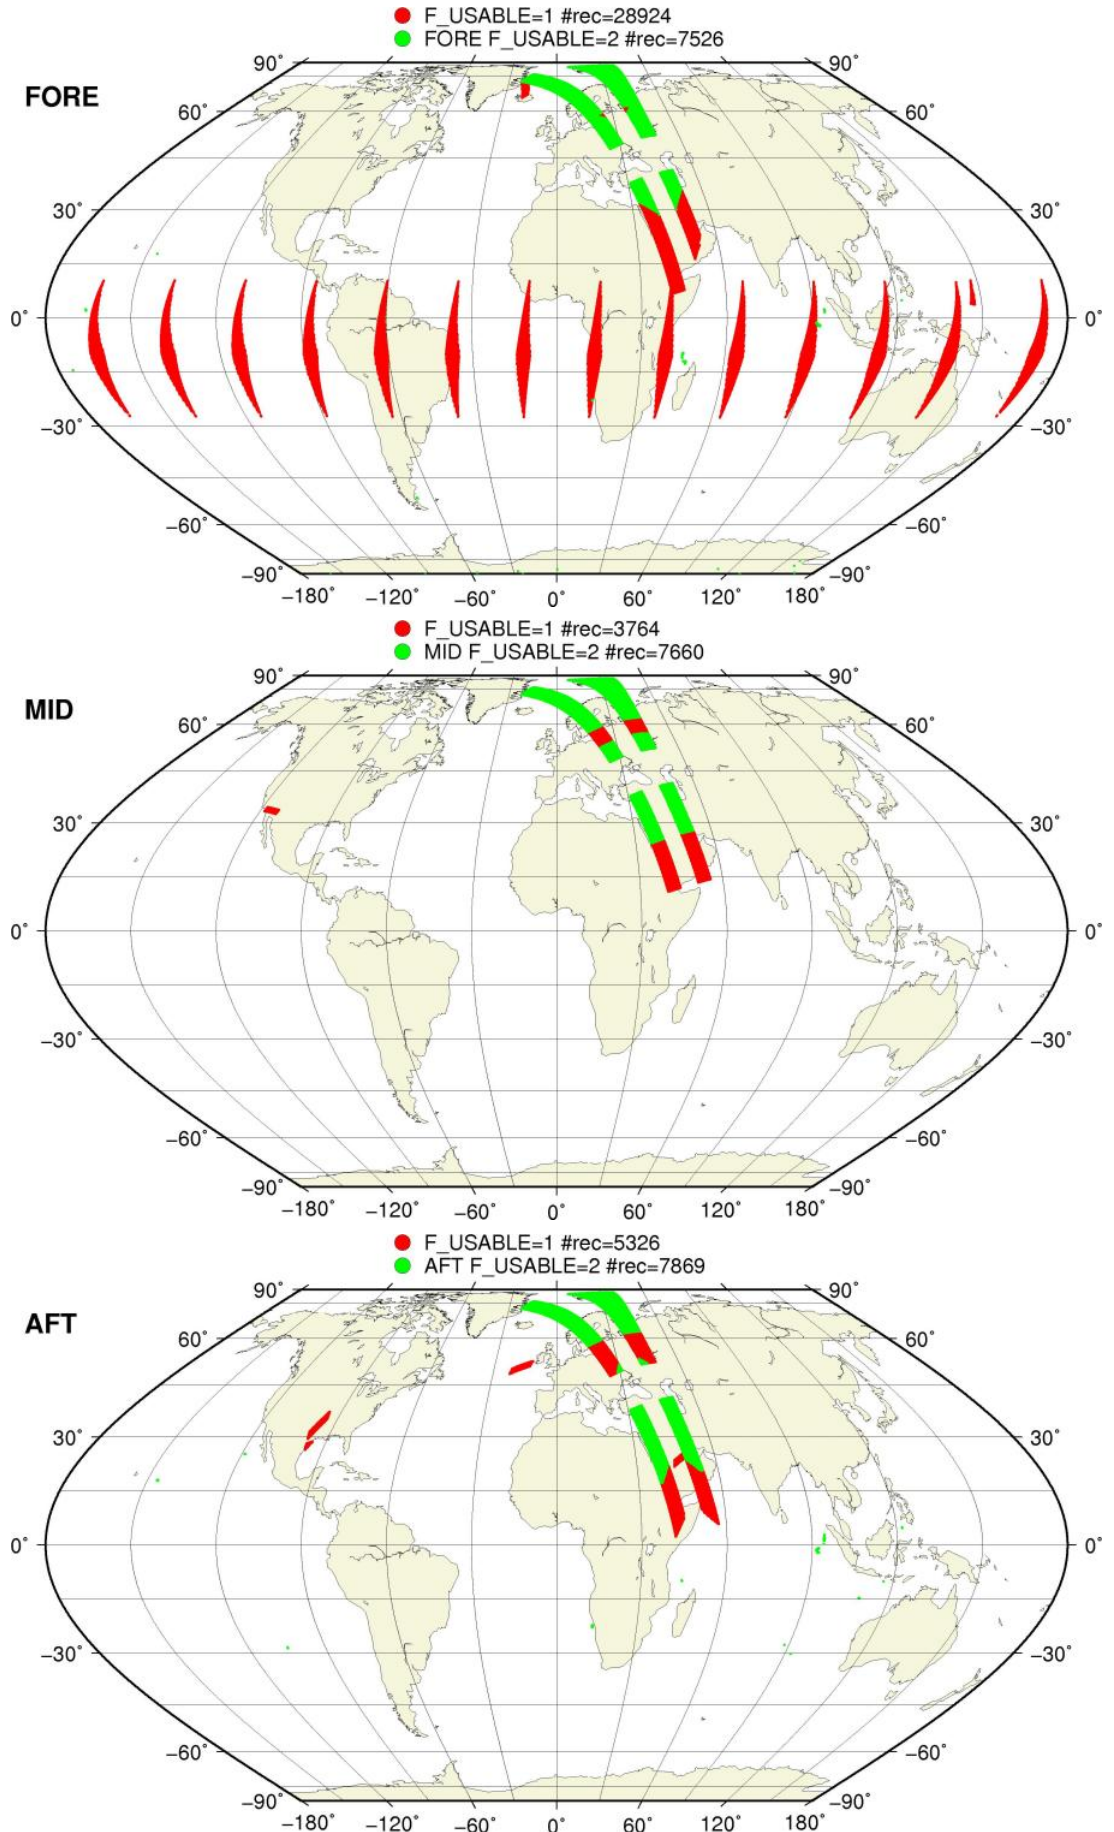 F_USABLE=1 #rec=28924
FORE F_USABLE=2 #rec=7526
FORE
90° 90°
60° 60°
30° 30°
0° 0°
−30° −30°
−60° −60°
−90° −90°
−180° −120° −60° 0° 60° 120° 180°
F_USABLE=1 #rec=3764
MID F_USABLE=2 #rec=7660
MID
90° 90°
60° 60°
30° 30°
0° 0°
−30° −30°
−60° −60°
−90° −90°
−180° −120° −60° 0° 60° 120° 180°
F_USABLE=1 #rec=5326
AFT F_USABLE=2 #rec=7869
AFT
90° 90°
60° 60°
30° 30°
0° 0°
−30° −30°
−60° −60°
−90° −90°
−180° −120° −60° 0° 60° 120° 180°